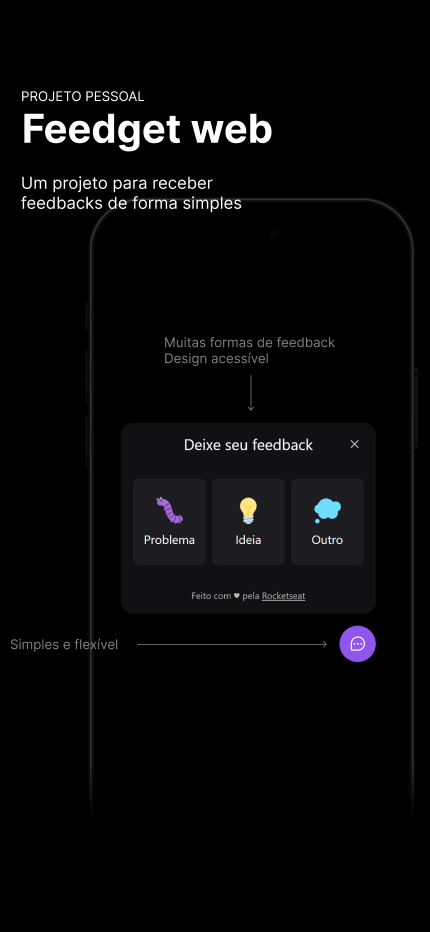 PROJETO PESSOAL
Feedget web
Um projeto para receber
feedbacks de forma simples
Muitas formas de feedback
Design acessível
Deixe seu feedback
Problema
Ideia
Outro
Feito com ♥ pela Rocketseat
Simples e flexível